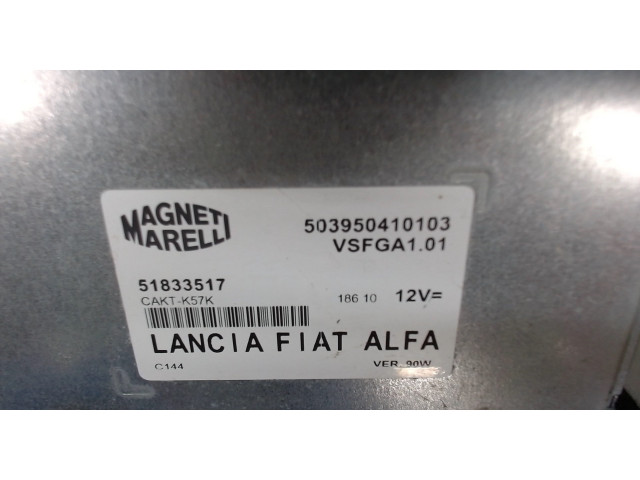 MAGNETI
MARELLI
503950410103
VSFGA1.01
51833517
CAKT-K57K
186 10 12V=
LANCIA FIAT ALFA
C144 VER. 90W